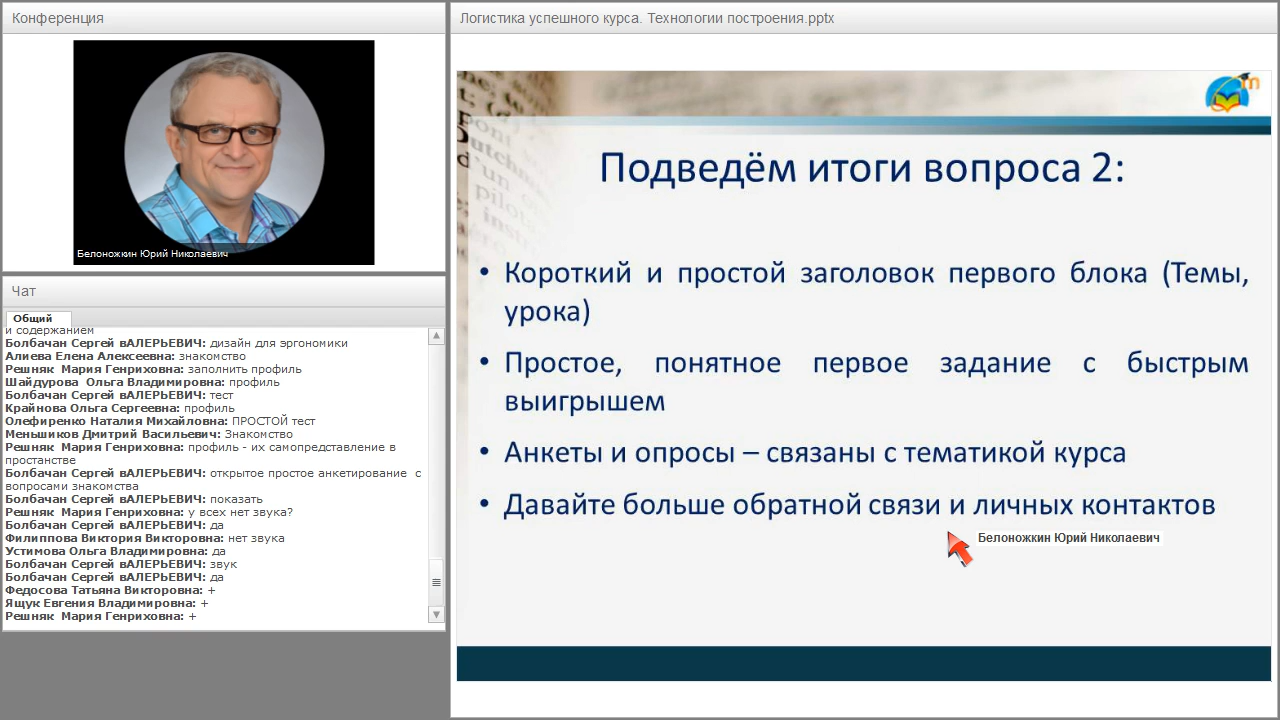 Конференция
Белоножкин Юрий Николаевич
Чат
Общий
и содержанием
Болбачан Сергей вАЛЕРЬЕВИЧ: дизайн для эргономики
Алиева Елена Алексеевна: знакомство
Решняк Мария Генриховна: заполнить профиль
Шайдурова Ольга Владимировна: профиль
Болбачан Сергей вАЛЕРЬЕВИЧ: тест
Крайнова Ольга Сергеевна: профиль
Олефиренко Наталия Михайловна: ПРОСТОЙ тест
Меньшиков Дмитрий Васильевич: Знакомство
Решняк Мария Генриховна: профиль - их самопредставление в
простанстве
Болбачан Сергей вАЛЕРЬЕВИЧ: открытое простое анкетирование с
вопросами знакомства
Болбачан Сергей вАЛЕРЬЕВИЧ: показать
Решняк Мария Генриховна: у всех нет звука?
Болбачан Сергей вАЛЕРЬЕВИЧ: да
Филиппова Виктория Викторовна: нет звука
Устимова Ольга Владимировна: да
Болбачан Сергей вАЛЕРЬЕВИЧ: звук
Болбачан Сергей вАЛЕРЬЕВИЧ: да
Федосова Татьяна Викторовна: +
Ящук Евгения Владимировна: +
Решняк Мария Генриховна: +
Логистика успешного курса. Технологии построения.pptx
Подведём итоги вопроса 2:
• Короткий и простой заголовок первого блока (Темы,
урока)
• Простое, понятное первое задание с быстрым
выигрышем
• Анкеты и опросы – связаны с тематикой курса
• Давайте больше обратной связи и личных контактов
Белоножкин Юрий Николаевич